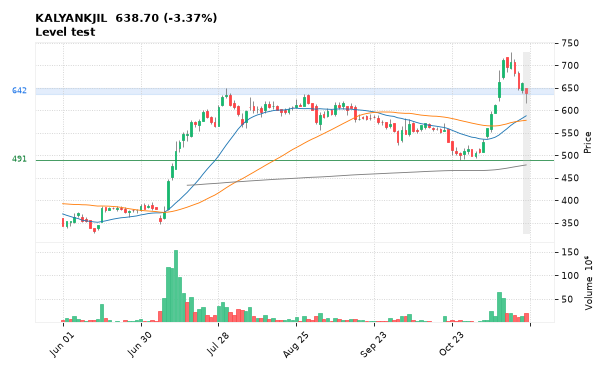 KALYANKJIL 638.70 (-3.37%)
Level test
750
700
650
642
600
550
500
491
450
400
350
Price
150
100
50
Volume 10⁶
Jun 01
Jun 30
Jul 28
Aug 25
Sep 23
Oct 23